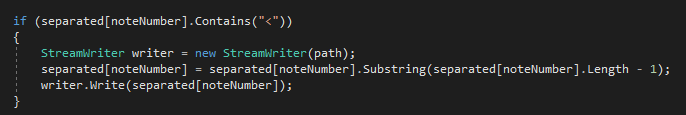 if (separated[noteNumber].Contains("<"))
{
StreamWriter writer = new StreamWriter(path);
separated[noteNumber] = separated[noteNumber].Substring(separated[noteNumber].Length - 1);
writer.Write(separated[noteNumber]);
}